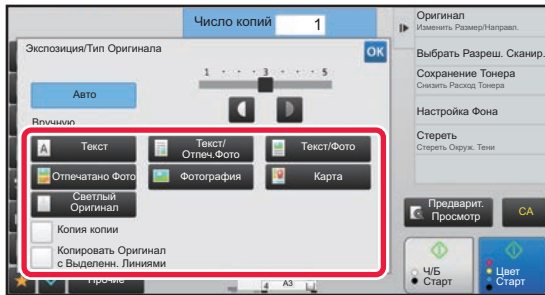 Число копий 1
Экспозиция/Тип Оригинала
OK
1 3 5
Авто
Вручную
Текст
Текст/
Отпеч.Фото
Текст/Фото
Отпечатано Фото
Фотография
Карта
Светлый
Оригинал
Копия копии
Копировать Оригинал
с Выделенн. Линиями
Прочие
4 A3
Оригинал
Изменить Размер/Направл.
Выбрать Разреш. Сканир.
Сохранение Тонера
Снизить Расход Тонера
Настройка Фона
Стереть
Стереть Окруж. Тени
Предварит.
Просмотр
CA
Ч/Б
Старт
Цвет
Старт